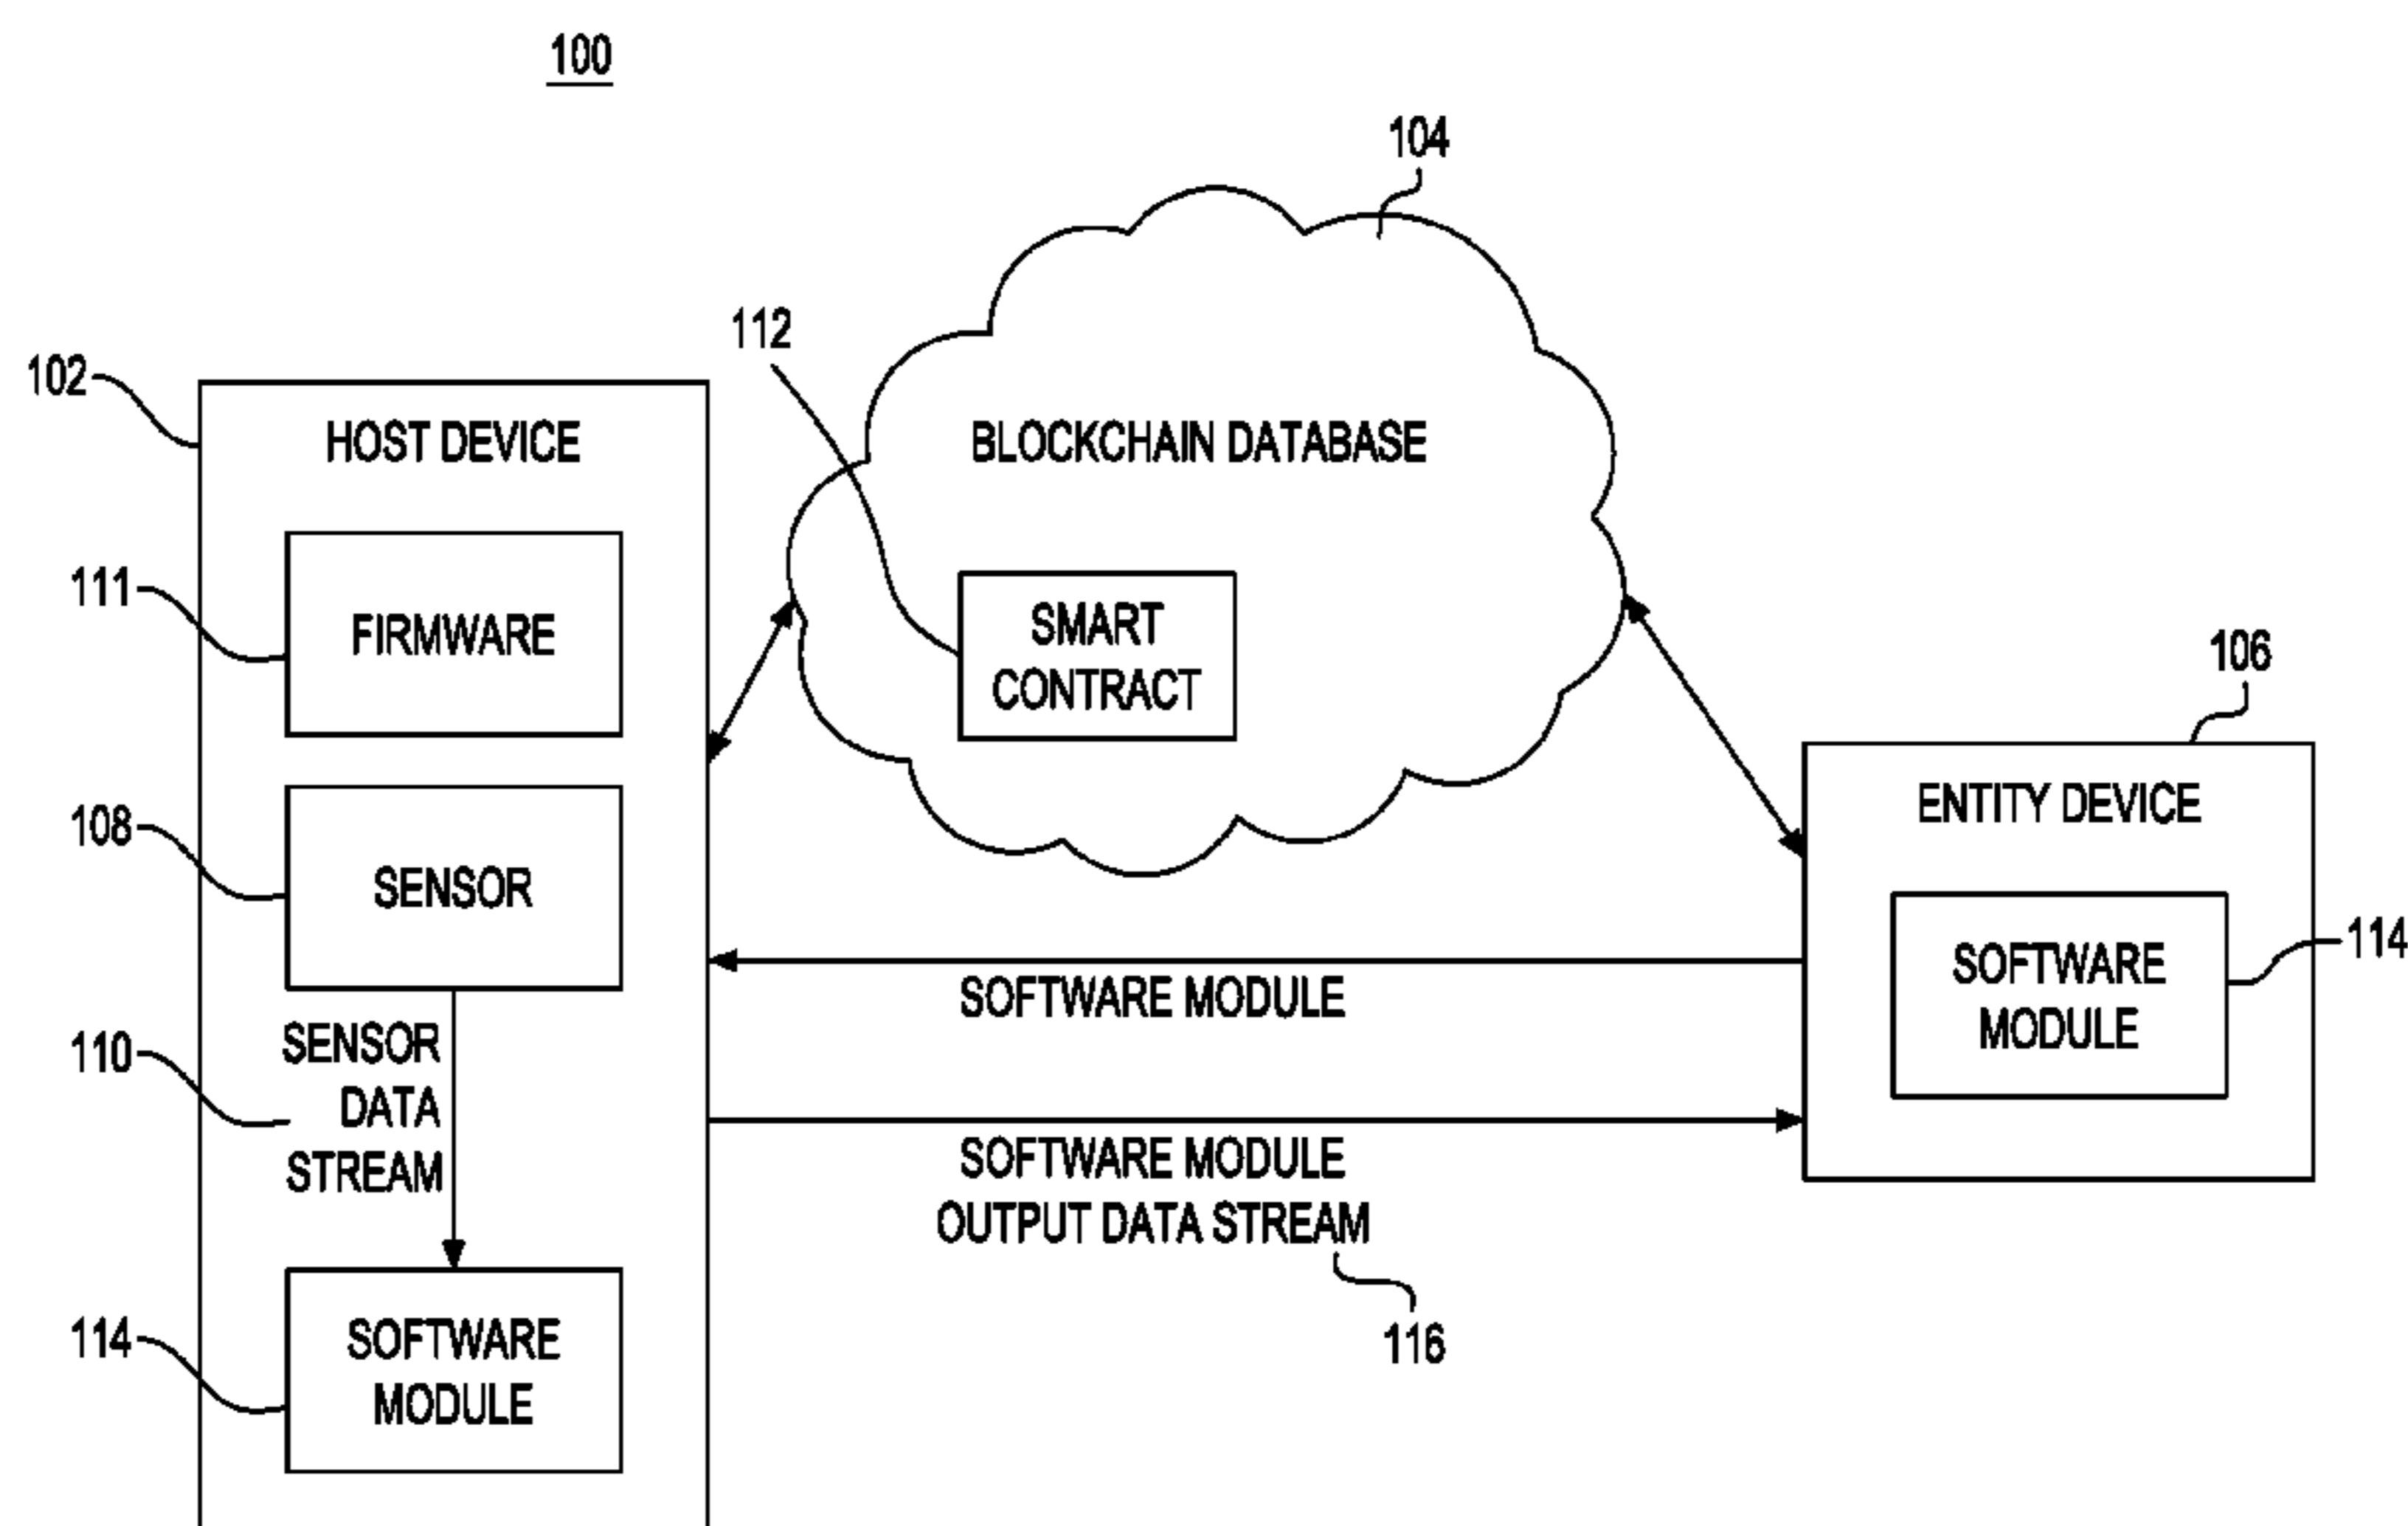 100
104
112
102
HOST DEVICE
BLOCKCHAIN DATABASE
111
FIRMWARE
SMART
CONTRACT
106
ENTITY DEVICE
108
SENSOR
SOFTWARE
MODULE
114
SOFTWARE MODULE
110
SENSOR
DATA
STREAM
SOFTWARE MODULE
OUTPUT DATA STREAM
116
114
SOFTWARE
MODULE